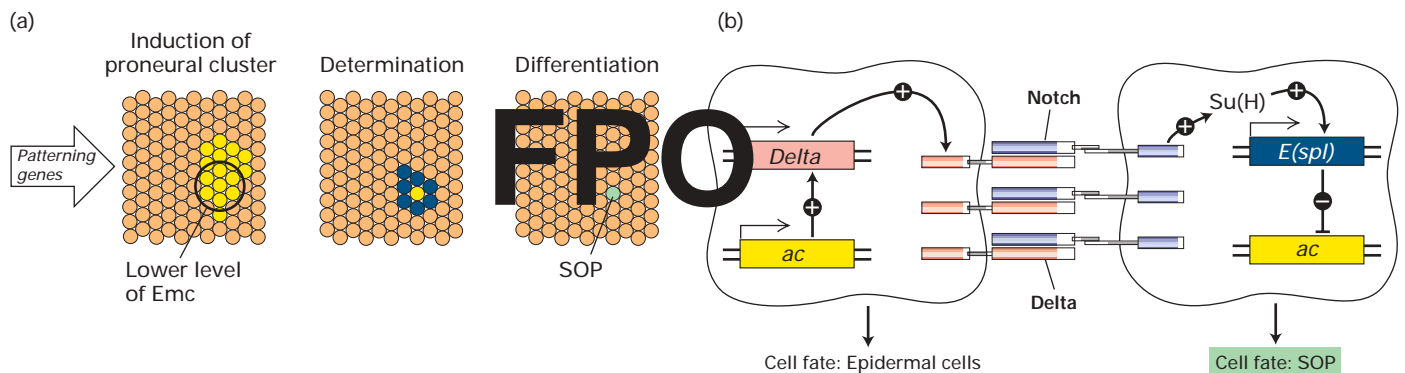 (a)
Induction of
proneural cluster
Determination
Differentiation
Patterning
genes
Lower level
of Emc
SOP
FPO
(b)
Delta
ac
Notch
Delta
Su(H)
E(spl)
ac
Cell fate: Epidermal cells
Cell fate: SOP